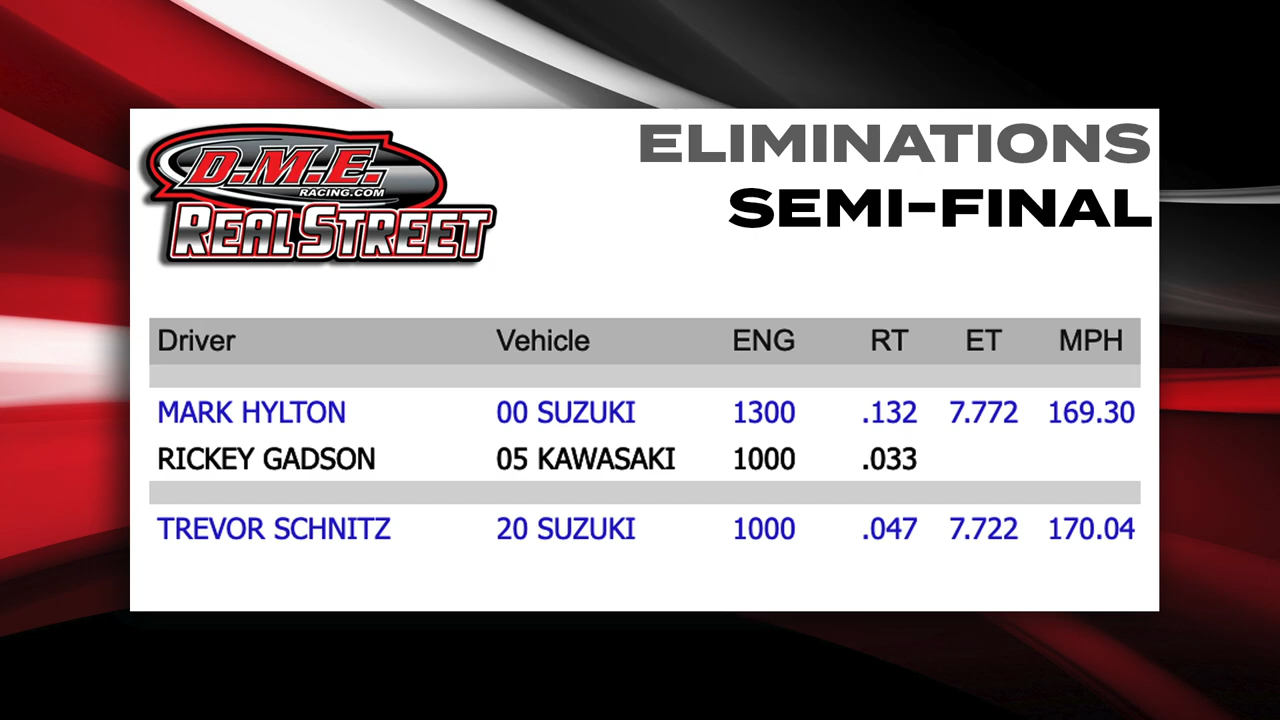 D.M.E.
RACING.COM
REAL STREET
ELIMINATIONS
SEMI-FINAL
Driver Vehicle ENG RT ET MPH
MARK HYLTON 00 SUZUKI 1300 .132 7.772 169.30
RICKEY GADSON 05 KAWASAKI 1000 .033
TREVOR SCHNITZ 20 SUZUKI 1000 .047 7.722 170.04